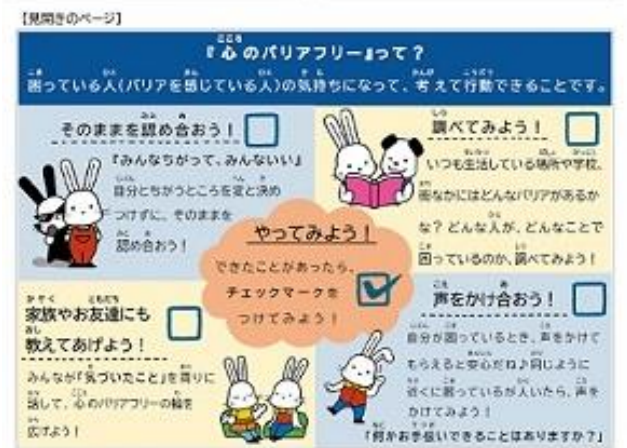 【見開きのページ】
『心のバリアフリー』って？
困っている人(バリアを感じている人)の気持ちになって、考えて行動できることです。
そのままを認め合おう！
『みんなちがって、みんないい』
自分とちがうところを変と決め
つけずに、そのままを
認め合おう！
調べてみよう！
いつも生活している場所や学校、
街なかにはどんなバリアがあるか
な？どんな人が、どんなことで
困っているのか、調べてみよう！
やってみよう！
できたことがあったら、
チェックマークを
つけてみよう！
家族やお友達にも
教えてあげよう！
みんなが「気づいたこと」を周りに
話して、心のバリアフリーの輪を
広げよう！
声をかけ合おう！
自分が困っているとき、声をかけて
もらえると安心だね♪同じように
近くに困っているが人いたら、声を
かけてみよう！
「何かお手伝いできることはありますか？」